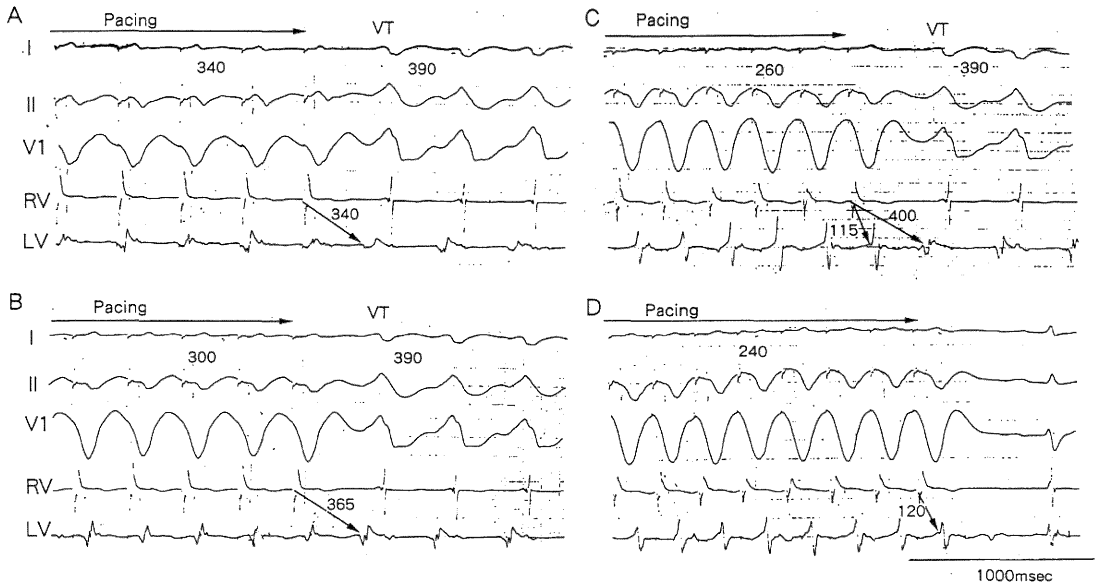 A
Pacing
VT
I
340
390
II
V1
RV
340
LV
B
Pacing
VT
I
300
390
II
V1
RV
365
LV
C
Pacing
VT
260
390
400
115
D
Pacing
240
120
1000msec